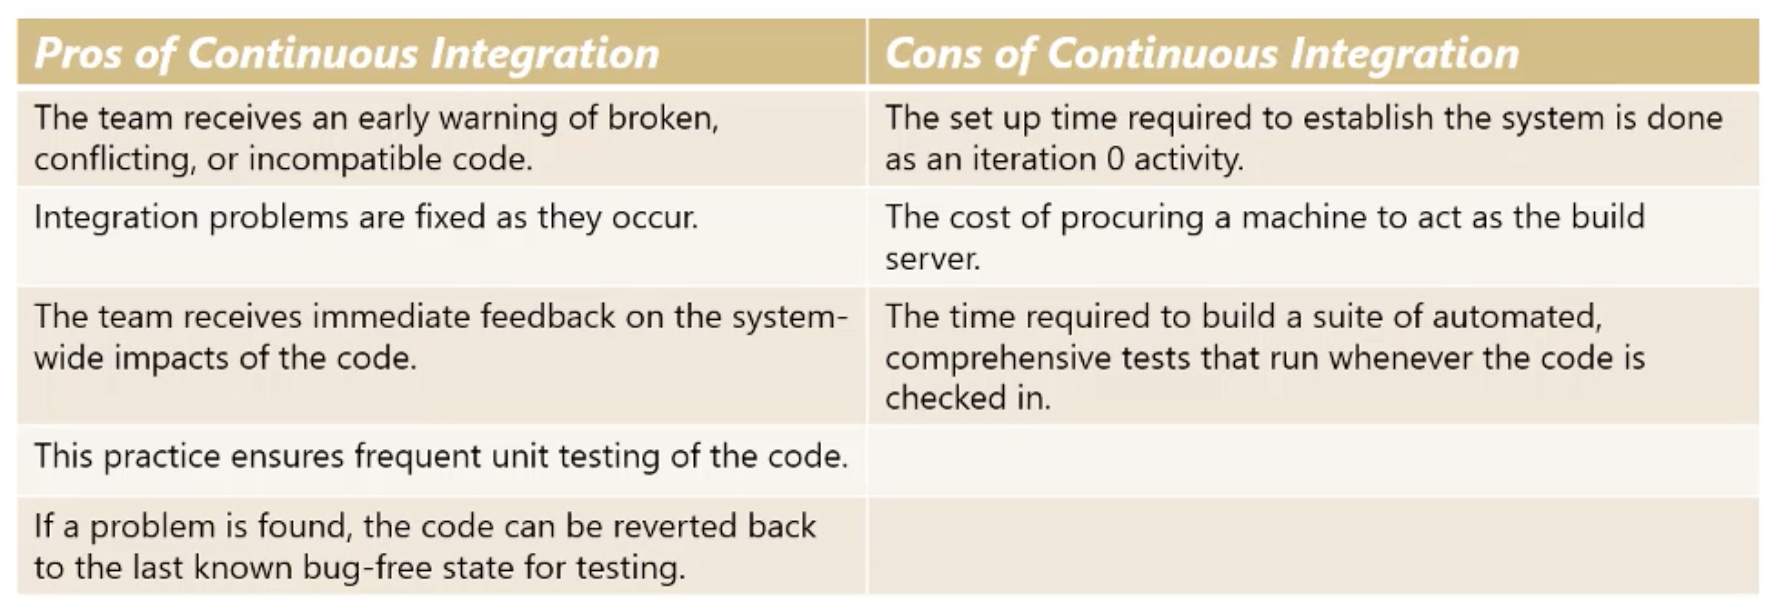 Pros of Continuous Integration
Cons of Continuous Integration
The team receives an early warning of broken,
conflicting, or incompatible code.
The set up time required to establish the system is done
as an iteration 0 activity.
Integration problems are fixed as they occur.
The cost of procuring a machine to act as the build
server.
The team receives immediate feedback on the system-
wide impacts of the code.
The time required to build a suite of automated,
comprehensive tests that run whenever the code is
checked in.
This practice ensures frequent unit testing of the code.
If a problem is found, the code can be reverted back
to the last known bug-free state for testing.